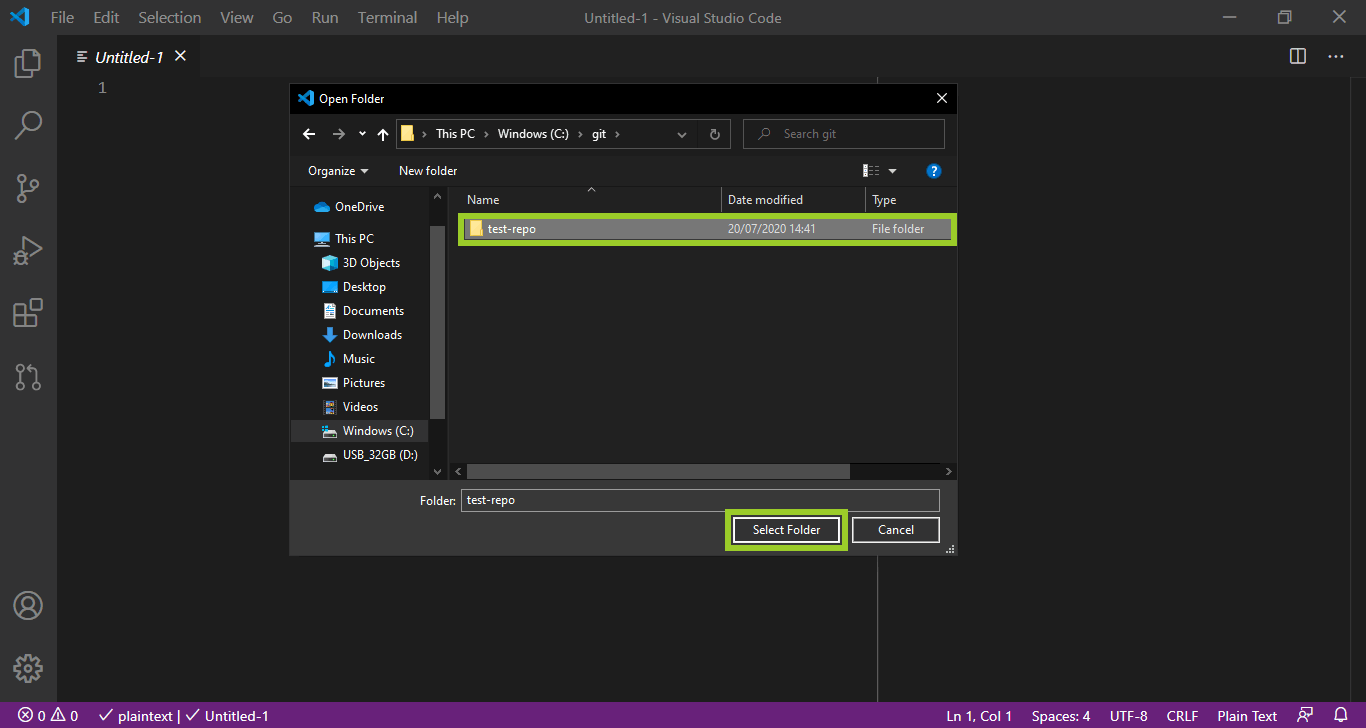 File Edit Selection View Go Run Terminal Help Untitled-1 - Visual Studio Code
Untitled-1
1
Open Folder
This PC Windows (C:) git Search git
Organize New folder
Name Date modified Type
OneDrive
test-repo 20/07/2020 14:41 File folder
This PC
3D Objects
Desktop
Documents
Downloads
Music
Pictures
Videos
Windows (C:)
USB_32GB (D:)
Folder: test-repo
Select Folder Cancel
0 0 plaintext | Untitled-1 Ln 1, Col 1 Spaces: 4 UTF-8 CRLF Plain Text